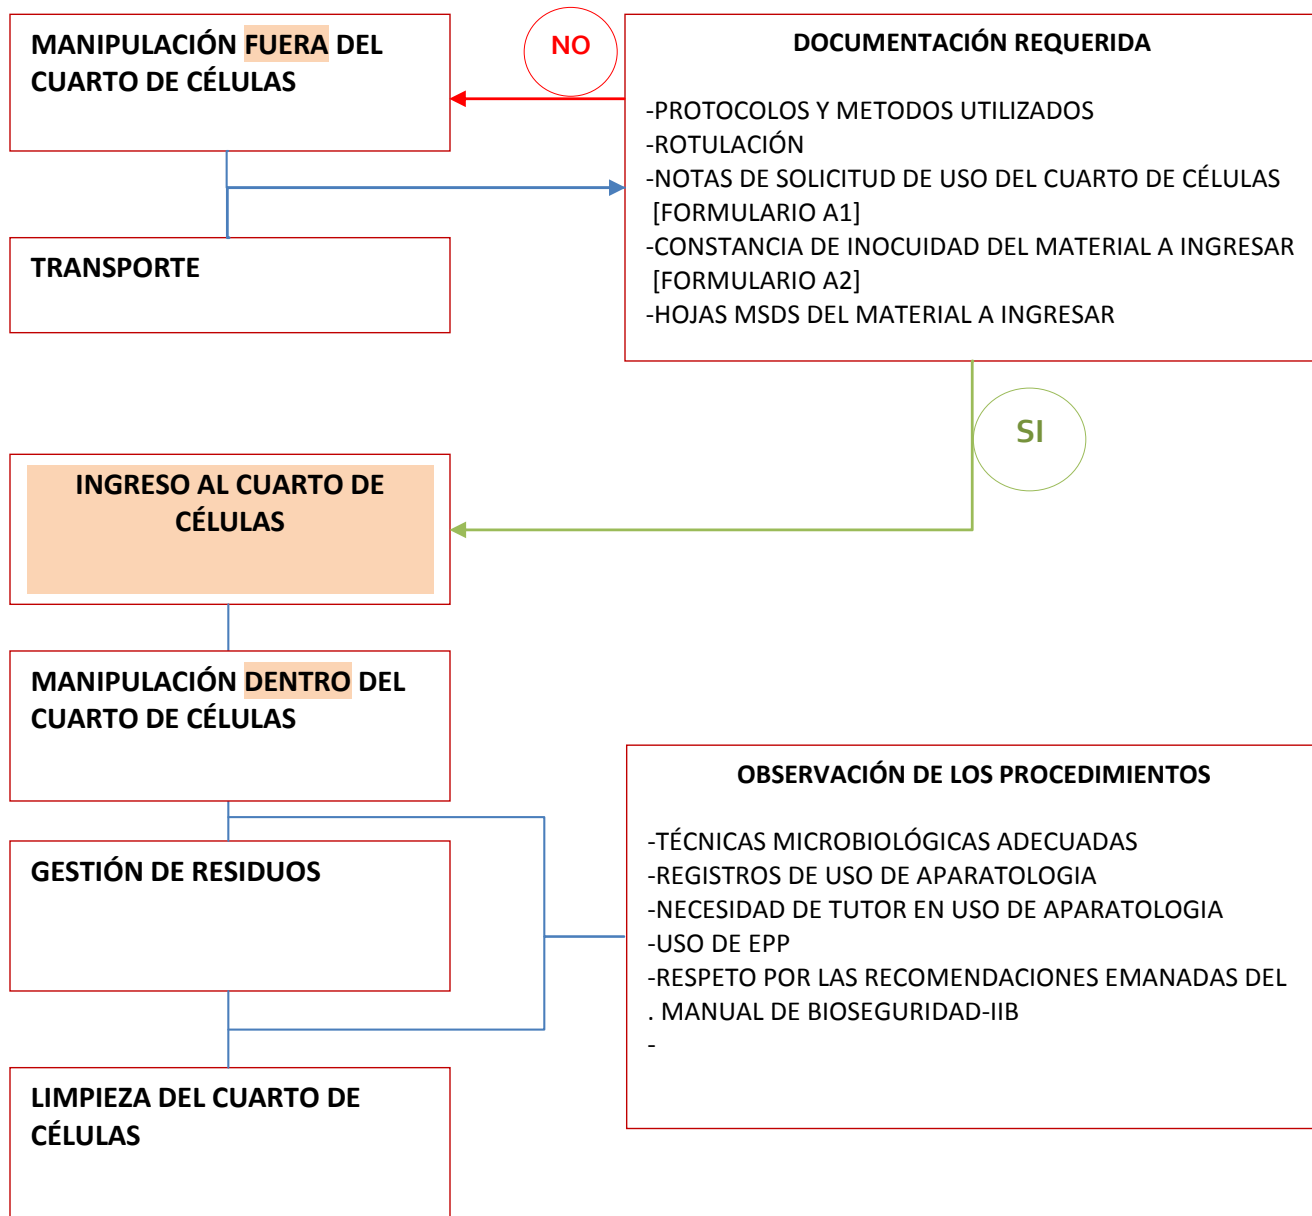 MANIPULACIÓN FUERA DEL
CUARTO DE CÉLULAS
NO
DOCUMENTACIÓN REQUERIDA
-PROTOCOLOS Y METODOS UTILIZADOS
-ROTULACIÓN
-NOTAS DE SOLICITUD DE USO DEL CUARTO DE CÉLULAS
[FORMULARIO A1]
-CONSTANCIA DE INOCUIDAD DEL MATERIAL A INGRESAR
[FORMULARIO A2]
-HOJAS MSDS DEL MATERIAL A INGRESAR
TRANSPORTE
SI
INGRESO AL CUARTO DE
CÉLULAS
MANIPULACIÓN DENTRO DEL
CUARTO DE CÉLULAS
OBSERVACIÓN DE LOS PROCEDIMIENTOS
-TÉCNICAS MICROBIOLÓGICAS ADECUADAS
-REGISTROS DE USO DE APARATOLOGIA
-NECESIDAD DE TUTOR EN USO DE APARATOLOGIA
-USO DE EPP
-RESPETO POR LAS RECOMENDACIONES EMANADAS DEL
. MANUAL DE BIOSEGURIDAD-IIB
-
GESTIÓN DE RESIDUOS
LIMPIEZA DEL CUARTO DE
CÉLULAS